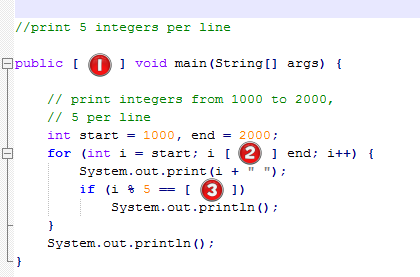 //print 5 integers per line
public [ 1 ] void main(String[] args) {
// print integers from 1000 to 2000,
// 5 per line
int start = 1000, end = 2000;
for (int i = start; i [ 2 ] end; i++) {
System.out.print(i + " ");
if (i % 5 == [ 3 ])
System.out.println();
}
System.out.println();
}